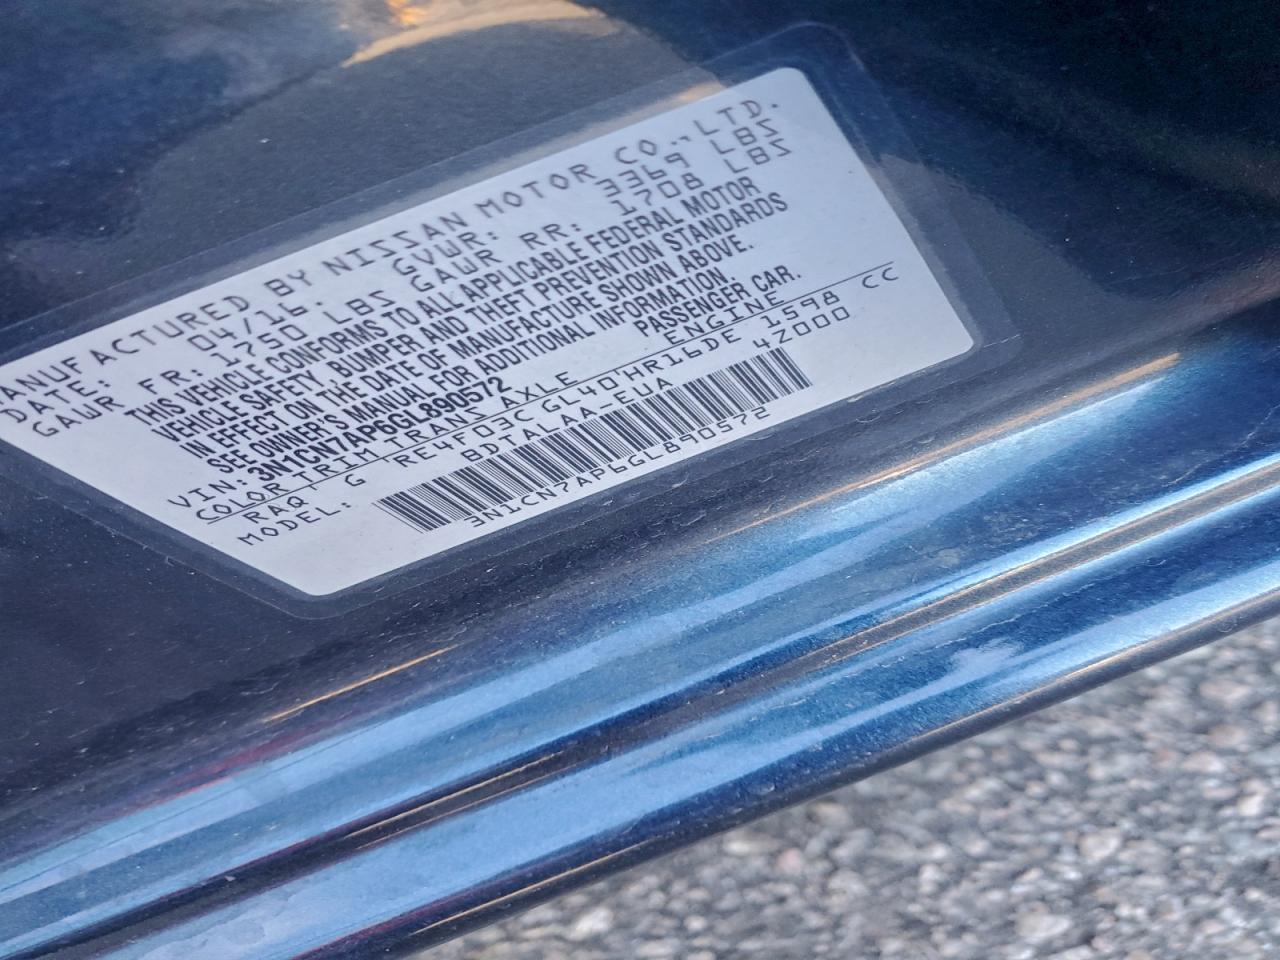 MANUFACTURED BY NISSAN MOTOR CO., LTD.
DATE: 04/16. GVWR: 3369 LBS
GAWR FR: 1750 LBS GAWR RR: 1708 LBS
THIS VEHICLE CONFORMS TO ALL APPLICABLE FEDERAL MOTOR
VEHICLE SAFETY, BUMPER AND THEFT PREVENTION STANDARDS
IN EFFECT ON THE DATE OF MANUFACTURE SHOWN ABOVE.
SEE OWNER'S MANUAL FOR ADDITIONAL INFORMATION.
VIN: 3N1CN7AP6GL890572 PASSENGER CAR.
COLOR TRIM TRANS AXLE ENGINE
RAQ G RE4F03C GL40 HR16DE 1598 CC
MODEL: BDTALAA-EUA 4Z000
3N1CN7AP6GL890572